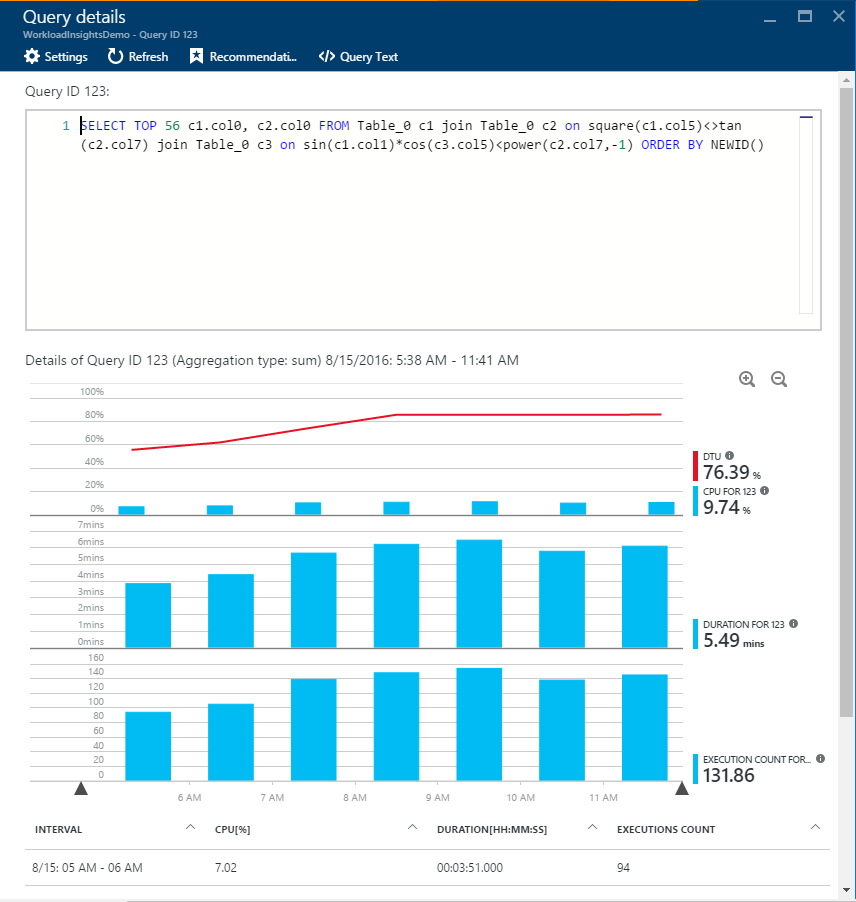 Query details
WorkloadInsightsDemo - Query ID 123
Settings Refresh Recommendati... </> Query Text
Query ID 123:
1 SELECT TOP 56 c1.col0, c2.col0 FROM Table_0 c1 join Table_0 c2 on square(c1.col5)<>tan
(c2.col7) join Table_0 c3 on sin(c1.col1)*cos(c3.col5)<power(c2.col7,-1) ORDER BY NEWID()
Details of Query ID 123 (Aggregation type: sum) 8/15/2016: 5:38 AM - 11:41 AM
100%
80%
60%
40%
20%
0%
DTU
76.39 %
CPU FOR 123
9.74 %
7mins
6mins
5mins
4mins
3mins
2mins
1mins
0mins
DURATION FOR 123
5.49 mins
160
140
120
100
80
60
40
20
0
EXECUTION COUNT FOR...
131.86
6 AM 7 AM 8 AM 9 AM 10 AM 11 AM
INTERVAL CPU[%] DURATION[HH:MM:SS] EXECUTIONS COUNT
8/15: 05 AM - 06 AM 7.02 00:03:51.000 94